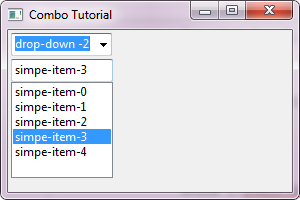 Combo Tutorial
drop-down -2
simpe-item-3
simpe-item-0
simpe-item-1
simpe-item-2
simpe-item-3
simpe-item-4